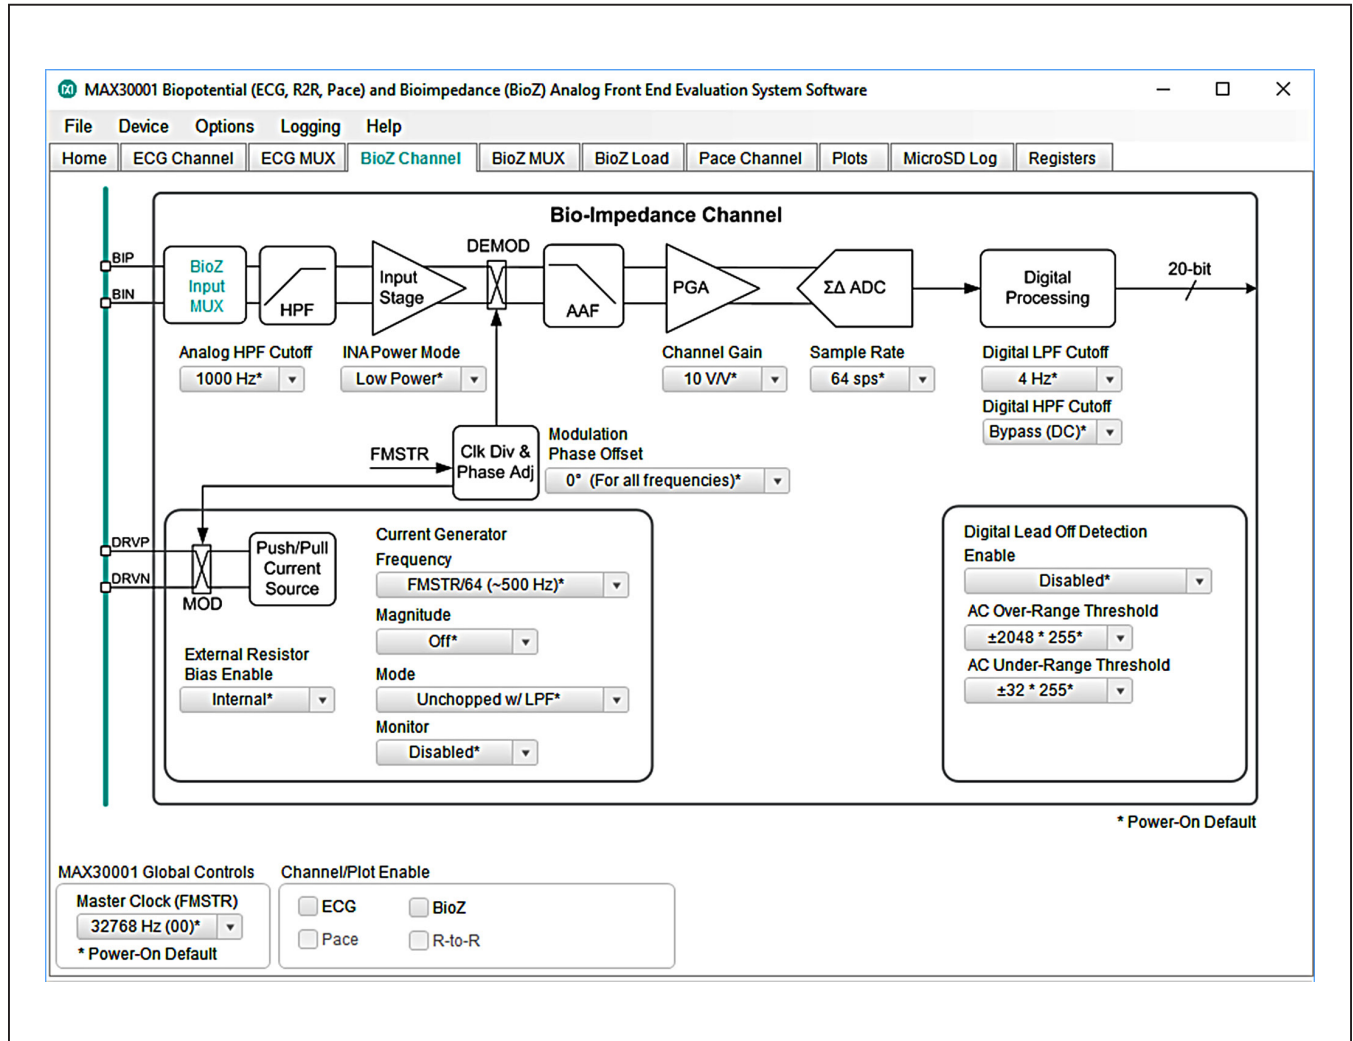 MAX30001 Biopotential (ECG, R2R, Pace) and Bioimpedance (BioZ) Analog Front End Evaluation System Software
File Device Options Logging Help
Home ECG Channel ECG MUX BioZ Channel BioZ MUX BioZ Load Pace Channel Plots MicroSD Log Registers
Bio-Impedance Channel
DEMOD
BIP
BIN
BioZ
Input
MUX
HPF
Input
Stage
AAF
PGA
ΣΔ ADC
Digital
Processing
20-bit
Analog HPF Cutoff
1000 Hz*
INA Power Mode
Low Power*
Channel Gain
10 V/V*
Sample Rate
64 sps*
Digital LPF Cutoff
4 Hz*
Digital HPF Cutoff
Bypass (DC)*
FMSTR
Clk Div &
Phase Adj
Modulation
Phase Offset
0° (For all frequencies)*
DRVP
DRVN
MOD
Push/Pull
Current
Source
External Resistor
Bias Enable
Internal*
Current Generator
Frequency
FMSTR/64 (~500 Hz)*
Magnitude
Off*
Mode
Unchopped w/ LPF*
Monitor
Disabled*
Digital Lead Off Detection
Enable
Disabled*
AC Over-Range Threshold
±2048 * 255*
AC Under-Range Threshold
±32 * 255*
* Power-On Default
MAX30001 Global Controls
Master Clock (FMSTR)
32768 Hz (00)*
* Power-On Default
Channel/Plot Enable
ECG BioZ
Pace R-to-R